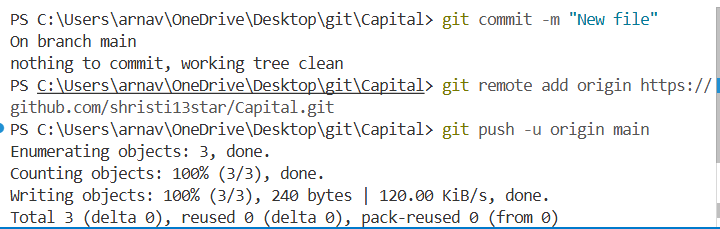 PS C:\Users\arnav\OneDrive\Desktop\git\Capital> git commit -m "New file"
On branch main
nothing to commit, working tree clean
PS C:\Users\arnav\OneDrive\Desktop\git\Capital> git remote add origin https://
github.com/shristi13star/Capital.git
PS C:\Users\arnav\OneDrive\Desktop\git\Capital> git push -u origin main
Enumerating objects: 3, done.
Counting objects: 100% (3/3), done.
Writing objects: 100% (3/3), 240 bytes | 120.00 KiB/s, done.
Total 3 (delta 0), reused 0 (delta 0), pack-reused 0 (from 0)